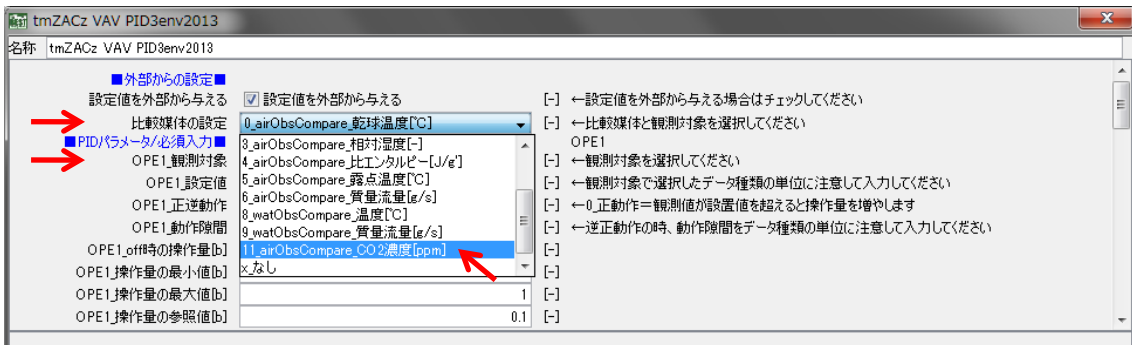 tmZACz VAV PID3env2013
名称 tmZACz VAV PID3env2013
■外部からの設定■
設定値を外部から与える 設定値を外部から与える [-] ←設定値を外部から与える場合はチェックしてください
比較媒体の設定 0_airObsCompare_乾球温度[℃] [-] ←比較媒体と観測対象を選択してください
■PIDパラメータ/必須入力■ 3_airObsCompare_相対湿度[-] OPE1
OPE1_観測対象 4_airObsCompare_比エンタルピー[J/g'] [-] ←観測対象を選択してください
OPE1_設定値 5_airObsCompare_露点温度[℃] [-] ←観測対象で選択したデータ種類の単位に注意して入力してください
OPE1_正逆動作 6_airObsCompare_質量流量[g/s] [-] ←0_正動作＝観測値が設置値を超えると操作量を増やします
8_watObsCompare_温度[℃]
OPE1_動作隙間 9_watObsCompare_質量流量[g/s] [-] ←逆正動作の時、動作隙間をデータ種類の単位に注意して入力してください
OPE1_off時の操作量[b] 11_airObsCompare_CO2濃度[ppm] [-]
OPE1_操作量の最小値[b] x_なし [-]
OPE1_操作量の最大値[b] 1 [-]
OPE1_操作量の参照値[b] 0.1 [-]